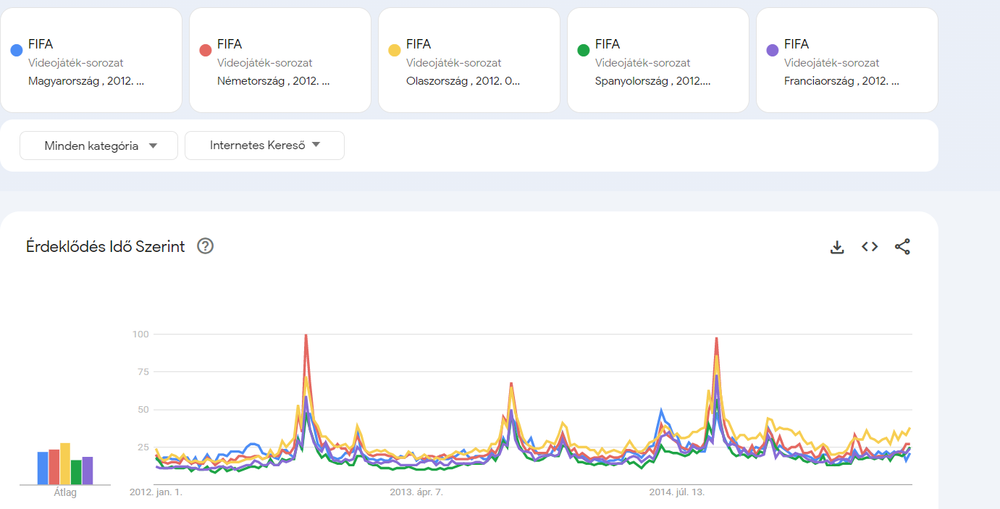 FIFA
Videojáték-sorozat
Magyarország , 2012. ...
FIFA
Videojáték-sorozat
Németország , 2012. ...
FIFA
Videojáték-sorozat
Olaszország , 2012. 0...
FIFA
Videojáték-sorozat
Spanyolország , 2012....
FIFA
Videojáték-sorozat
Franciaország , 2012. ...
Minden kategória
Internetes Kereső
Érdeklődés Idő Szerint
?
100
75
50
25
Átlag
2012. jan. 1.
2013. ápr. 7.
2014. júl. 13.